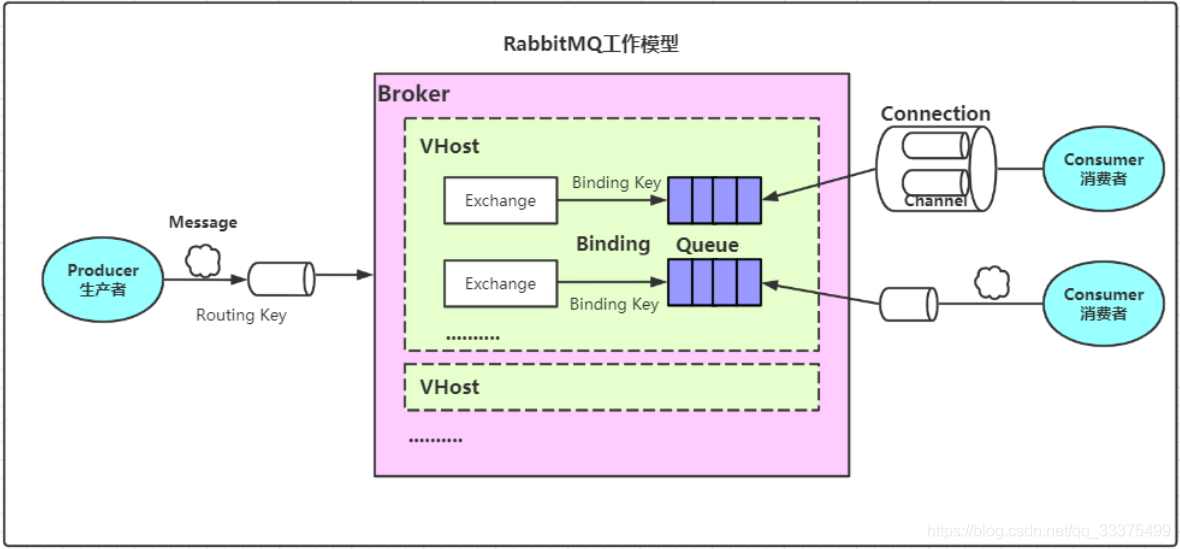 RabbitMQ工作模型
Broker
VHost
Exchange
Binding Key
Binding
Queue
Exchange
Binding Key
..........
VHost
..........
Message
Producer
生产者
Routing Key
Connection
Channel
Consumer
消费者
Consumer
消费者
https://blog.csdn.net/qq_33375499